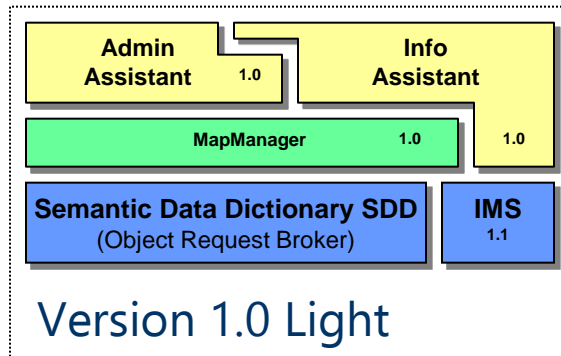 Admin
Assistant 1.0
Info
Assistant
1.0
MapManager 1.0
Semantic Data Dictionary SDD
(Object Request Broker)
IMS
1.1
Version 1.0 Light